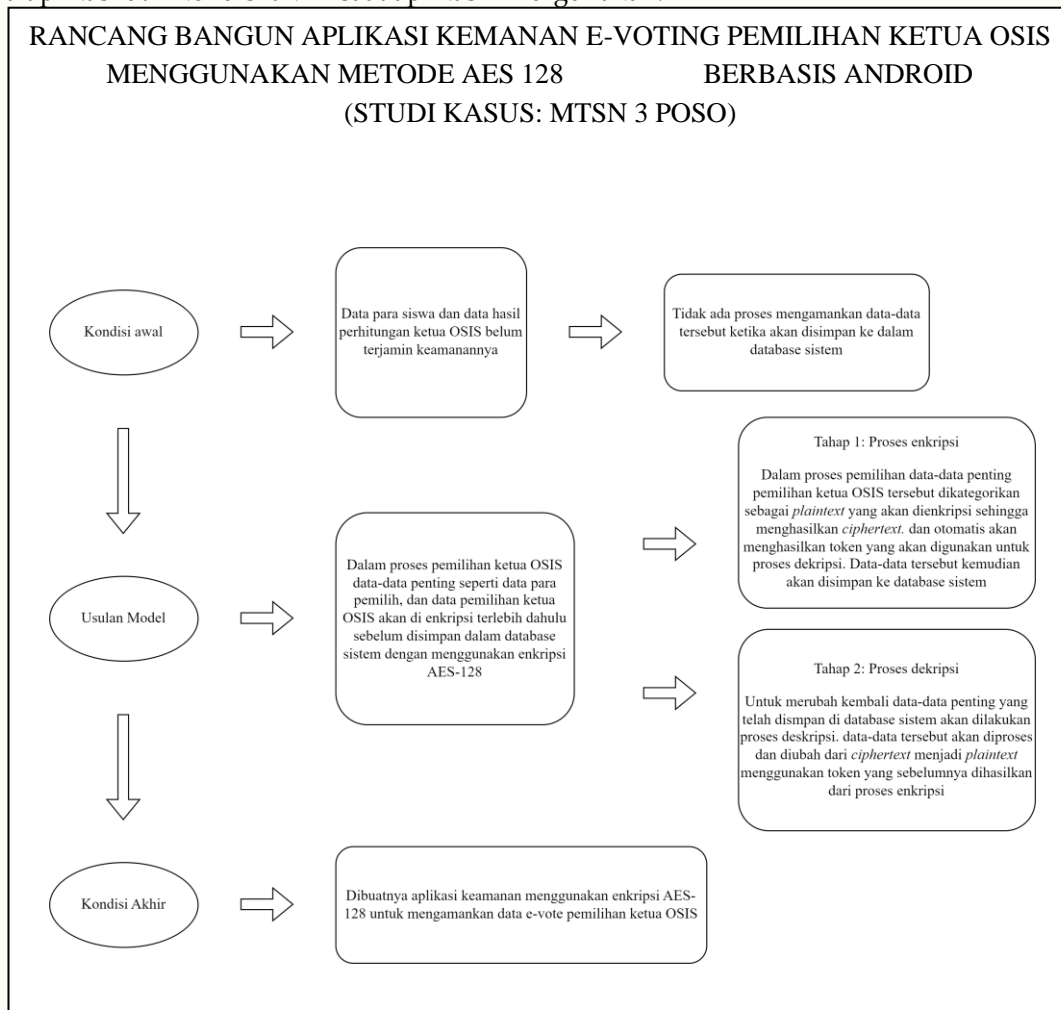 RANCANG BANGUN APLIKASI KEMANAN E-VOTING PEMILIHAN KETUA OSIS
MENGGUNAKAN METODE AES 128 BERBASIS ANDROID
(STUDI KASUS: MTSN 3 POSO)
Kondisi awal
Data para siswa dan data hasil
perhitungan ketua OSIS belum
terjamin keamanannya
Tidak ada proses mengamankan data-data
tersebut ketika akan disimpan ke dalam
database sistem
Usulan Model
Dalam proses pemilihan ketua OSIS
data-data penting seperti data para
pemilih, dan data pemilihan ketua
OSIS akan di enkripsi terlebih dahulu
sebelum disimpan dalam database
sistem dengan menggunakan enkripsi
AES-128
Tahap 1: Proses enkripsi
Dalam proses pemilihan data-data penting
pemilihan ketua OSIS tersebut dikategorikan
sebagai plaintext yang akan dienkripsi sehingga
menghasilkan ciphertext. dan otomatis akan
menghasilkan token yang akan digunakan untuk
proses dekripsi. Data-data tersebut kemudian
akan disimpan ke database sistem
Tahap 2: Proses dekripsi
Untuk merubah kembali data-data penting yang
telah dismpan di database sistem akan dilakukan
proses deskripsi. data-data tersebut akan diproses
dan diubah dari ciphertext menjadi plaintext
menggunakan token yang sebelumnya dihasilkan
dari proses enkripsi
Kondisi Akhir
Dibuatnya aplikasi keamanan menggunakan enkripsi AES-
128 untuk mengamankan data e-vote pemilihan ketua OSIS